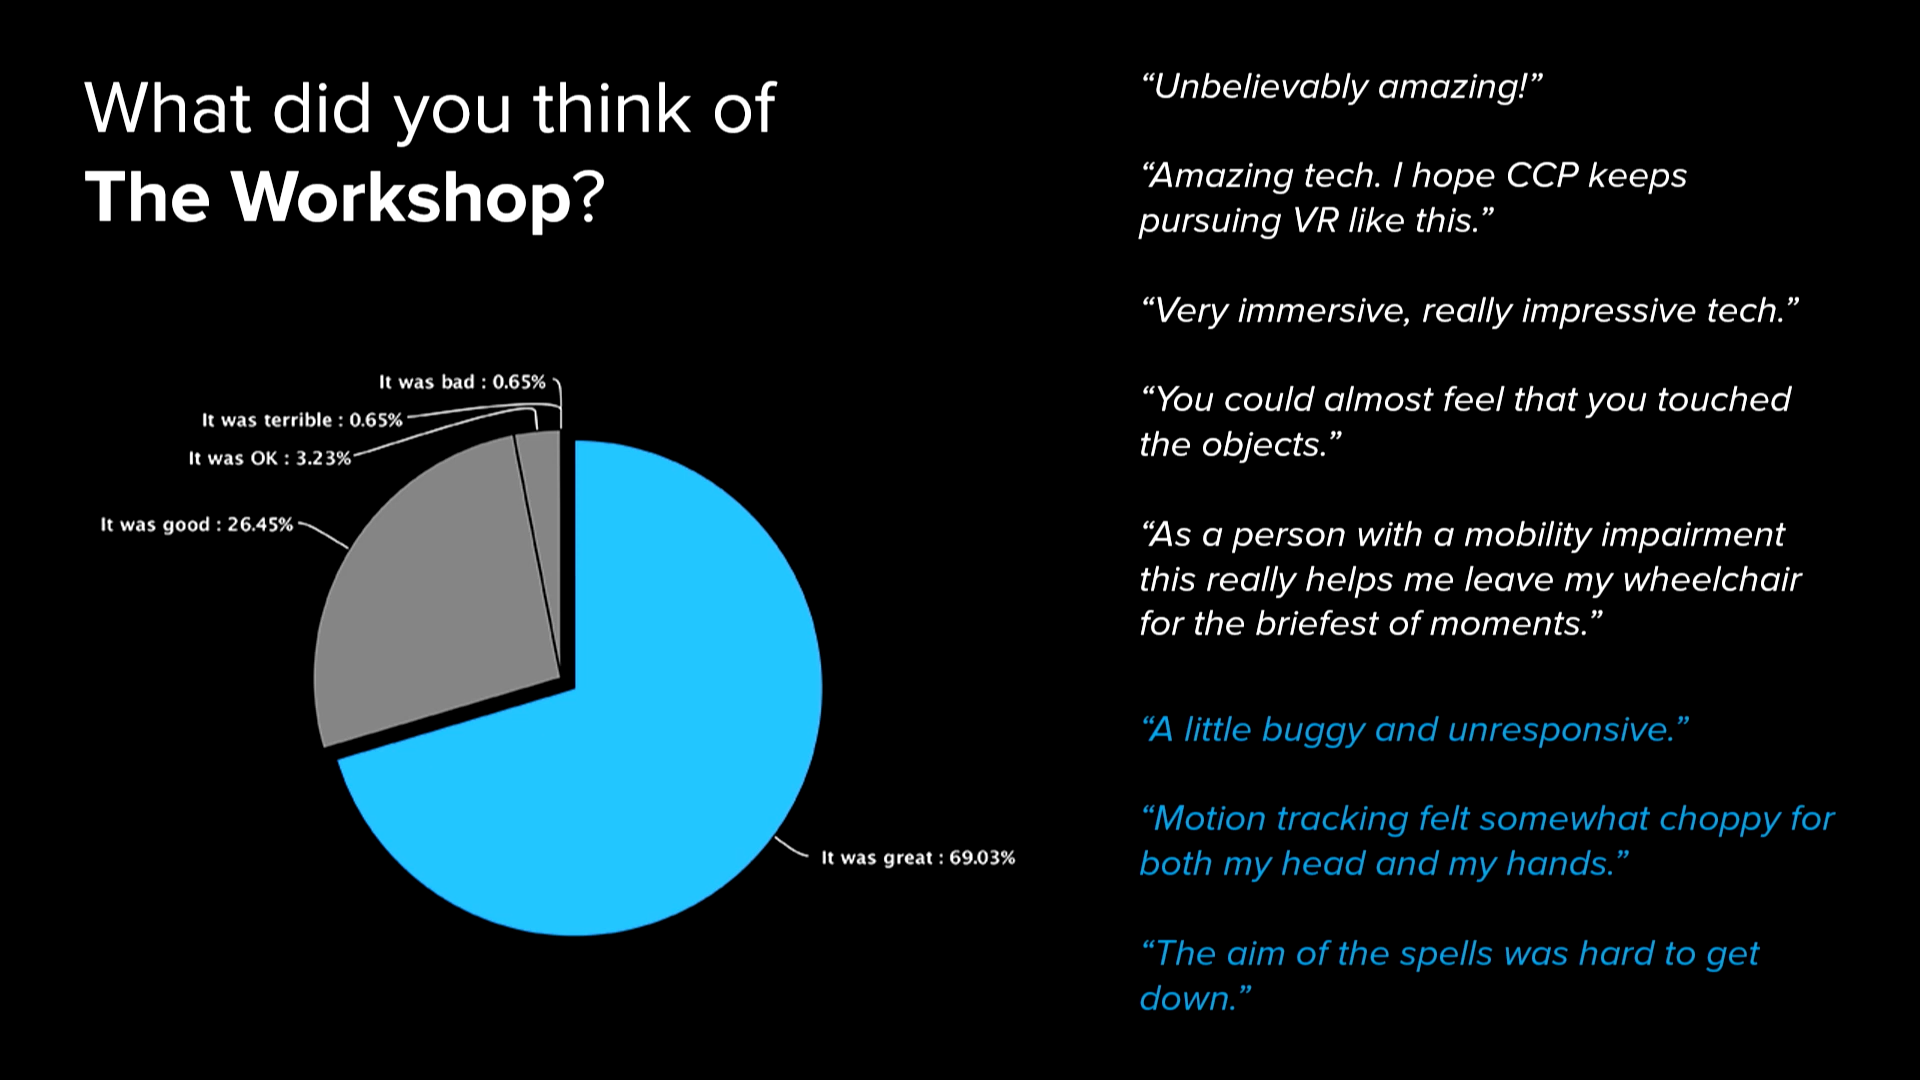 What did you think of
The Workshop?
It was bad : 0.65%
It was terrible : 0.65%
It was OK : 3.23%
It was good : 26.45%
It was great : 69.03%
“Unbelievably amazing!”
“Amazing tech. I hope CCP keeps
pursuing VR like this.”
“Very immersive, really impressive tech.”
“You could almost feel that you touched
the objects.”
“As a person with a mobility impairment
this really helps me leave my wheelchair
for the briefest of moments.”
“A little buggy and unresponsive.”
“Motion tracking felt somewhat choppy for
both my head and my hands.”
“The aim of the spells was hard to get
down.”